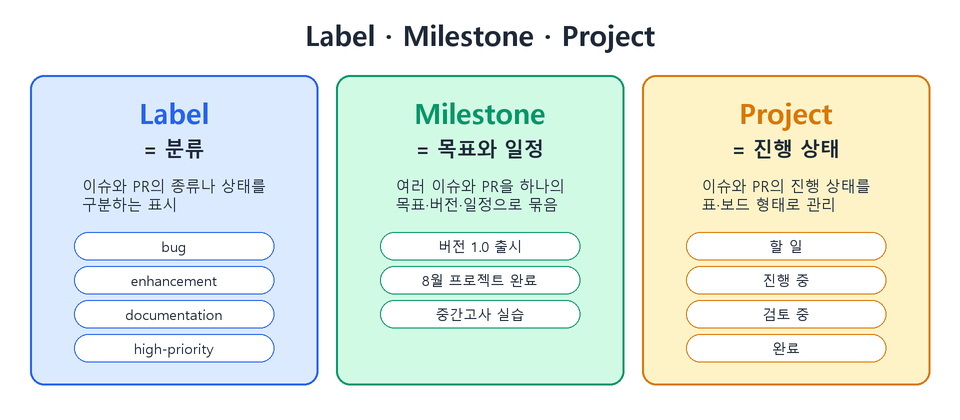 Label · Milestone · Project
Label
= 분류
이슈와 PR의 종류나 상태를
구분하는 표시
bug
enhancement
documentation
high-priority
Milestone
= 목표와 일정
여러 이슈와 PR을 하나의
목표·버전·일정으로 묶음
버전 1.0 출시
8월 프로젝트 완료
중간고사 실습
Project
= 진행 상태
이슈와 PR의 진행 상태를
표·보드 형태로 관리
할 일
진행 중
검토 중
완료